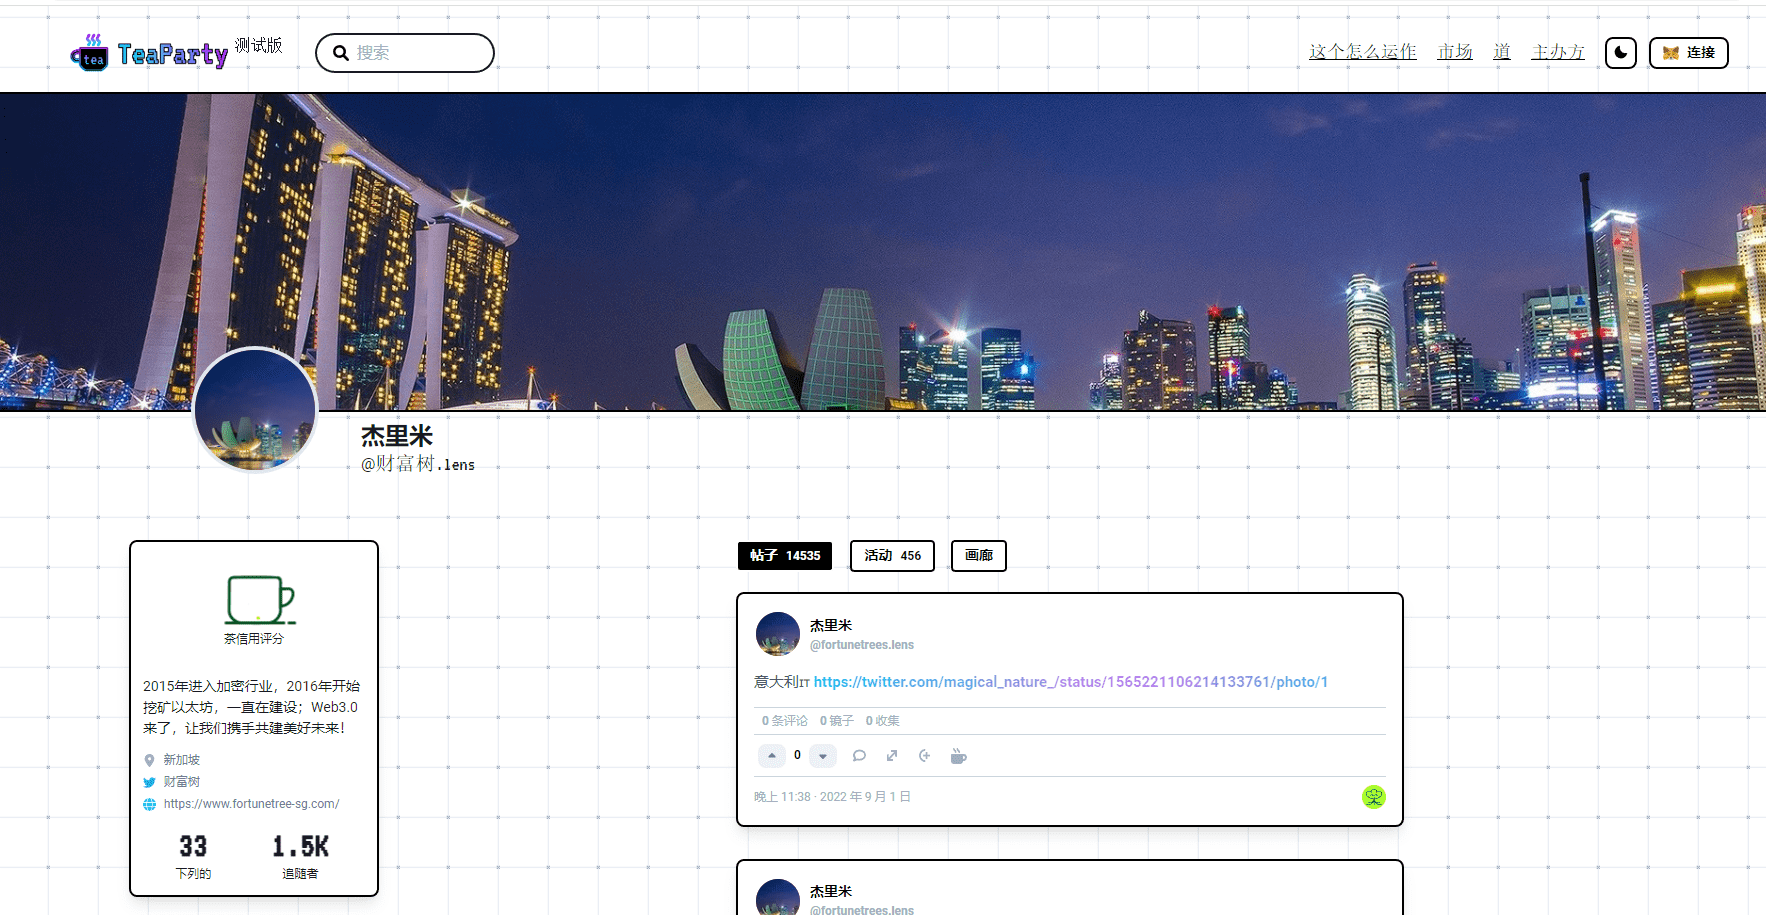 tea TeaParty 测试版
搜索
这个怎么运作 市场 道 主办方 连接
杰里米
@财富树.lens
茶信用评分
2015年进入加密行业，2016年开始
挖矿以太坊，一直在建设；Web3.0
来了，让我们携手共建美好未来！
新加坡
财富树
https://www.fortunetree-sg.com/
33 1.5K
下列的 追随者
帖子 14535 活动 456 画廊
杰里米
@fortunetrees.lens
意大利IT https://twitter.com/magical_nature_/status/1565221106214133761/photo/1
0 条评论 0 镜子 0 收集
0
晚上 11:38 · 2022 年 9 月 1 日
杰里米
@fortunetrees.lens